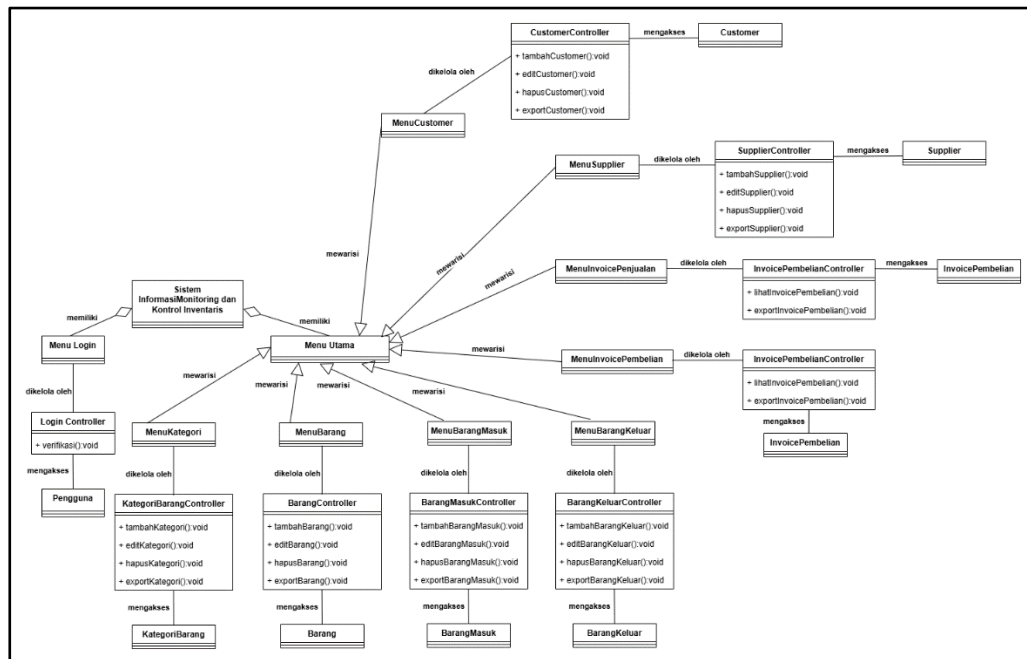 CustomerController
+ tambahCustomer():void
+ editCustomer():void
+ hapusCustomer():void
+ exportCustomer():void
mengakses
Customer
dikelola oleh
MenuCustomer
MenuSupplier
dikelola oleh
SupplierController
+ tambahSupplier():void
+ editSupplier():void
+ hapusSupplier():void
+ exportSupplier():void
mengakses
Supplier
mewarisi
mewarisi
mewarisi
MenuInvoicePenjualan
dikelola oleh
InvoicePembelianController
+ lihatInvoicePembelian():void
+ exportInvoicePembelian():void
mengakses
InvoicePembelian
Sistem
InformasiMonitoring dan
Kontrol Inventaris
memiliki
memiliki
Menu Login
Menu Utama
mewarisi
MenuInvoicePembelian
dikelola oleh
InvoicePembelianController
+ lihatInvoicePembelian():void
+ exportInvoicePembelian():void
mengakses
InvoicePembelian
dikelola oleh
Login Controller
+ verifikasi():void
mengakses
Pengguna
mewarisi
mewarisi
mewarisi
mewarisi
MenuKategori
MenuBarang
MenuBarangMasuk
MenuBarangKeluar
dikelola oleh
dikelola oleh
dikelola oleh
dikelola oleh
KategoriBarangController
+ tambahKategori():void
+ editKategori():void
+ hapusKategori():void
+ exportKategori():void
BarangController
+ tambahBarang():void
+ editBarang():void
+ hapusBarang():void
+ exportBarang():void
BarangMasukController
+ tambahBarangMasuk():void
+ editBarangMasuk():void
+ hapusBarangMasuk():void
+ exportBarangMasuk():void
BarangKeluarController
+ tambahBarangKeluar():void
+ editBarangKeluar():void
+ hapusBarangKeluar():void
+ exportBarangKeluar():void
mengakses
mengakses
mengakses
mengakses
KategoriBarang
Barang
BarangMasuk
BarangKeluar